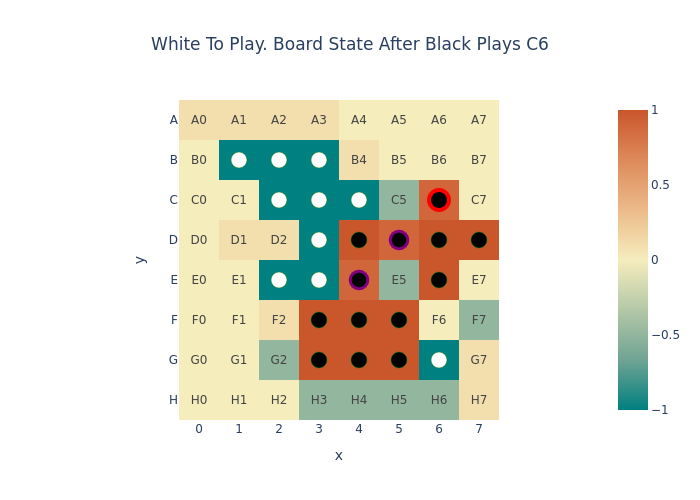 White To Play. Board State After Black Plays C6
A A0 A1 A2 A3 A4 A5 A6 A7 1
B B0 B4 B5 B6 B7
0.5
C C0 C1 C5 C7
D D0 D1 D2
y 0
E E0 E1 E5 E7
F F0 F1 F2 F6 F7 −0.5
G G0 G1 G2 G7
H H0 H1 H2 H3 H4 H5 H6 H7 −1
0 1 2 3 4 5 6 7
x